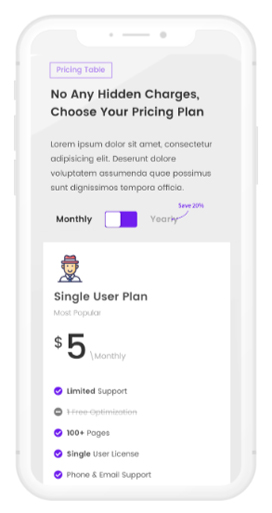 Pricing Table
No Any Hidden Charges,
Choose Your Pricing Plan
Lorem ipsum dolor sit amet, consectetur
adipisicing elit. Deserunt dolore
voluptatem assumenda quae possimus
sunt dignissimos tempora officia.
Save 20%
Monthly Yearly
Single User Plan
Most Popular
$5 \Monthly
Limited Support
1 Free Optimization
100+ Pages
Single User License
Phone & Email Support